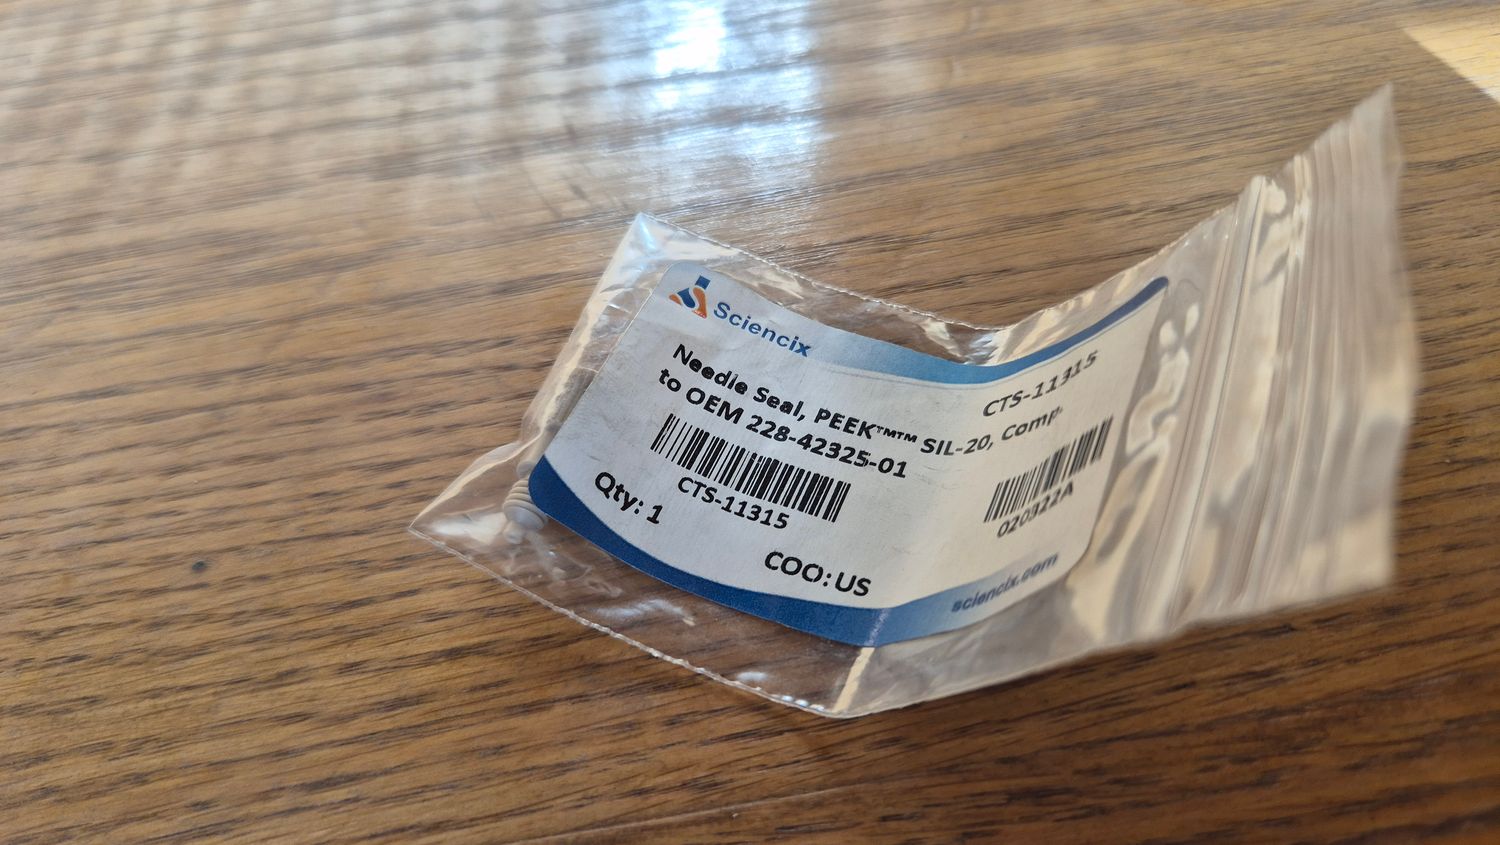 Sciencix
CTS-11315
Needle Seal, PEEK™™ SIL-20, Comp
to OEM 228-42325-01
CTS-11315
020322A
Qty: 1
COO: US
sciencix.com